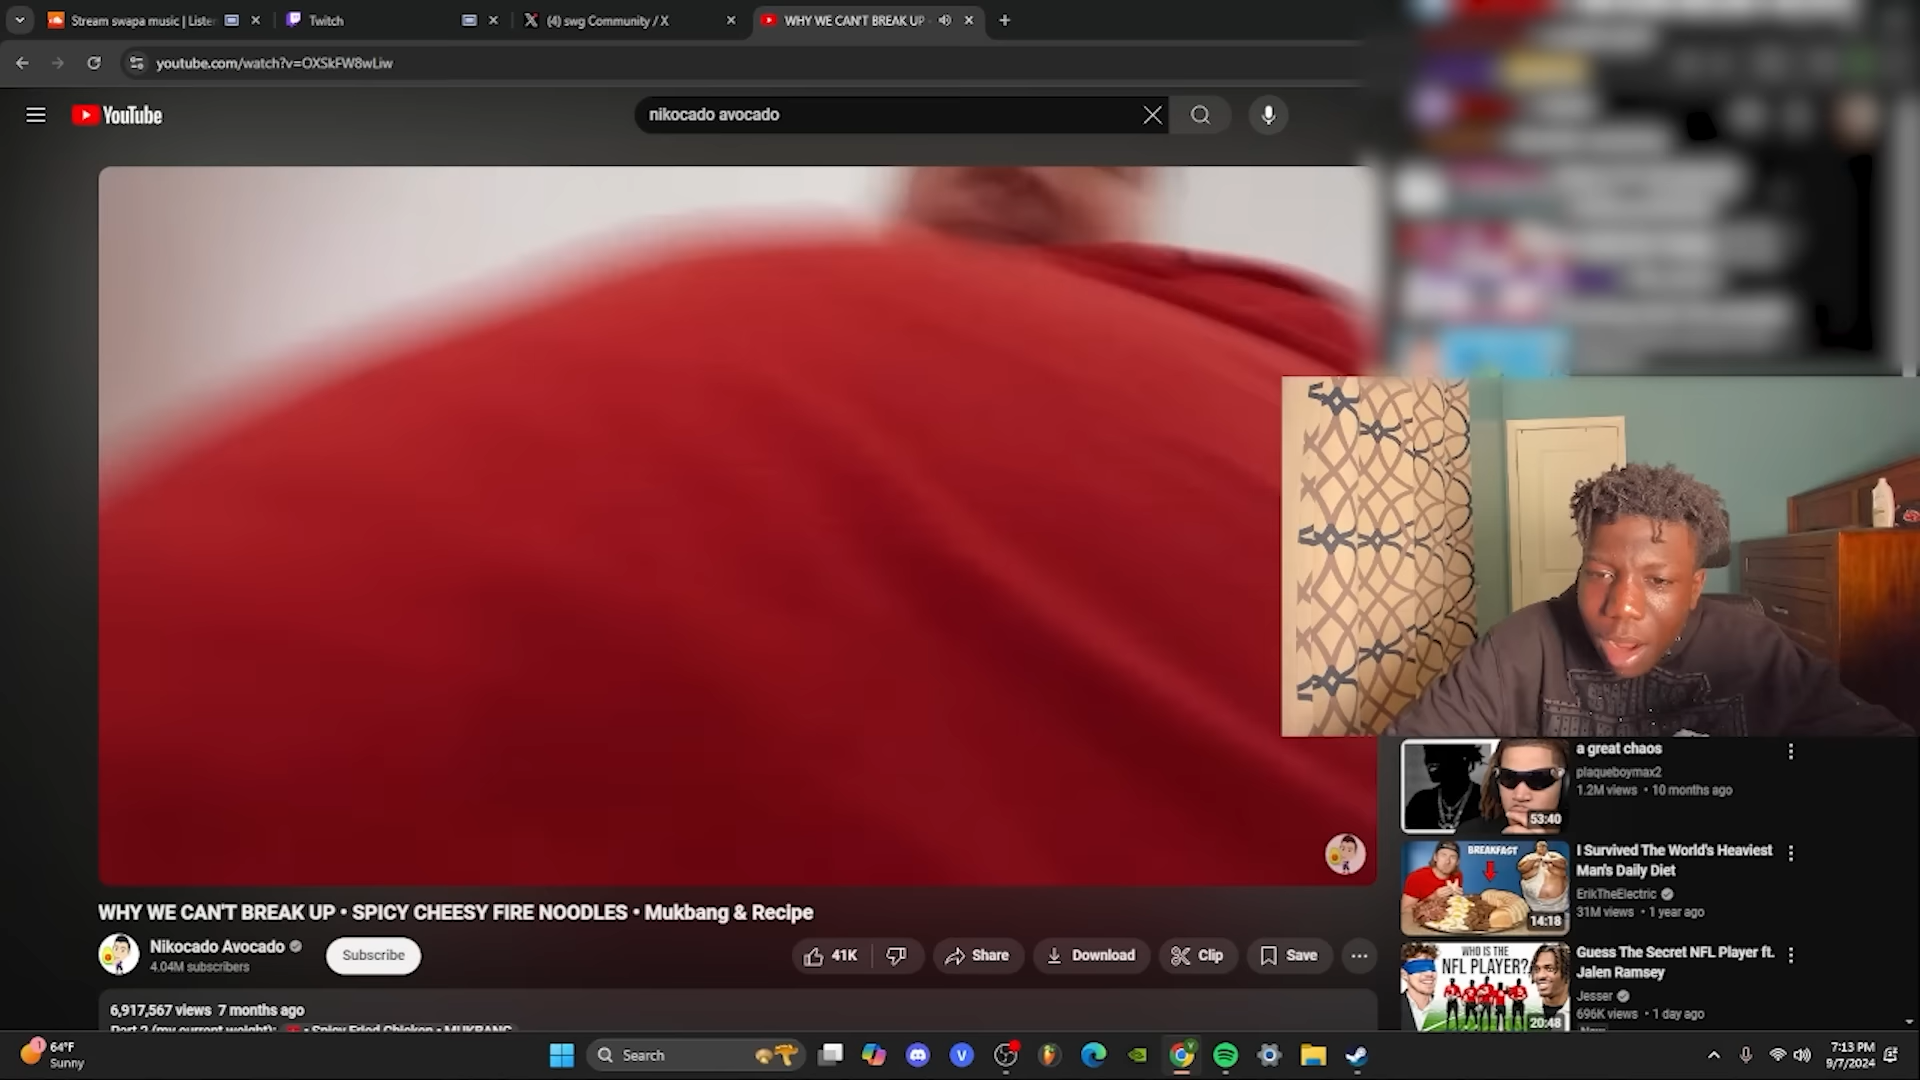 Stream swapa music | Lister
Twitch
(4) swg Community / X
WHY WE CAN'T BREAK UP
youtube.com/watch?v=OXSkFW8wLiw
YouTube
nikocado avocado
WHY WE CAN'T BREAK UP • SPICY CHEESY FIRE NOODLES • Mukbang & Recipe
Nikocado Avocado
4.04M subscribers
Subscribe
41K
Share
Download
Clip
Save
6,917,567 views 7 months ago
Part 2 (my current weight): • Spicy Fried Chicken • MUKBANG
a great chaos
plaqueboymax2
1.2M views • 10 months ago
53:40
BREAKFAST
14:18
I Survived The World's Heaviest
Man's Daily Diet
ErikTheElectric
31M views • 1 year ago
WHO IS THE
NFL PLAYER?
20:48
Guess The Secret NFL Player ft.
Jalen Ramsey
Jesser
696K views • 1 day ago
New
1
64°F
Sunny
Search
7:13 PM
9/7/2024